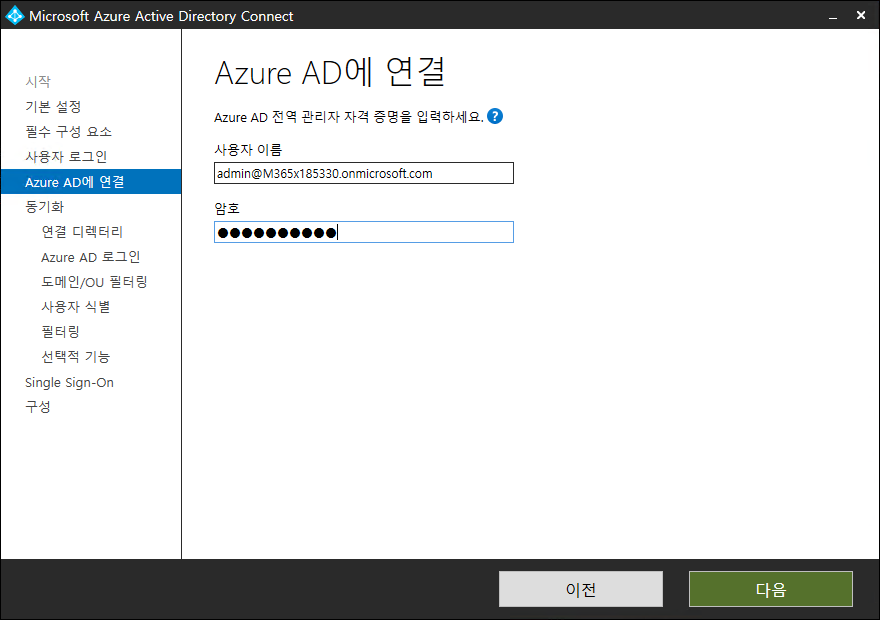 Microsoft Azure Active Directory Connect
시작
기본 설정
필수 구성 요소
사용자 로그인
Azure AD에 연결
동기화
연결 디렉터리
Azure AD 로그인
도메인/OU 필터링
사용자 식별
필터링
선택적 기능
Single Sign-On
구성
Azure AD에 연결
Azure AD 전역 관리자 자격 증명을 입력하세요. ?
사용자 이름
admin@M365x185330.onmicrosoft.com
암호
●●●●●●●●●●
이전
다음